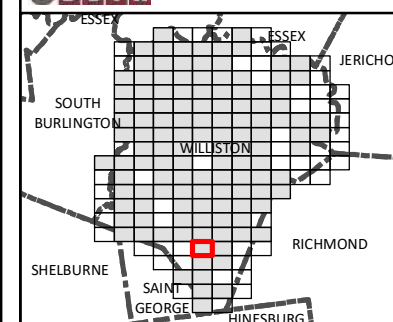 ESSEX
ESSEX
JERICHO
SOUTH
BURLINGTON
WILLISTON
RICHMOND
SHELBURNE
SAINT
GEORGE
HINESBURG